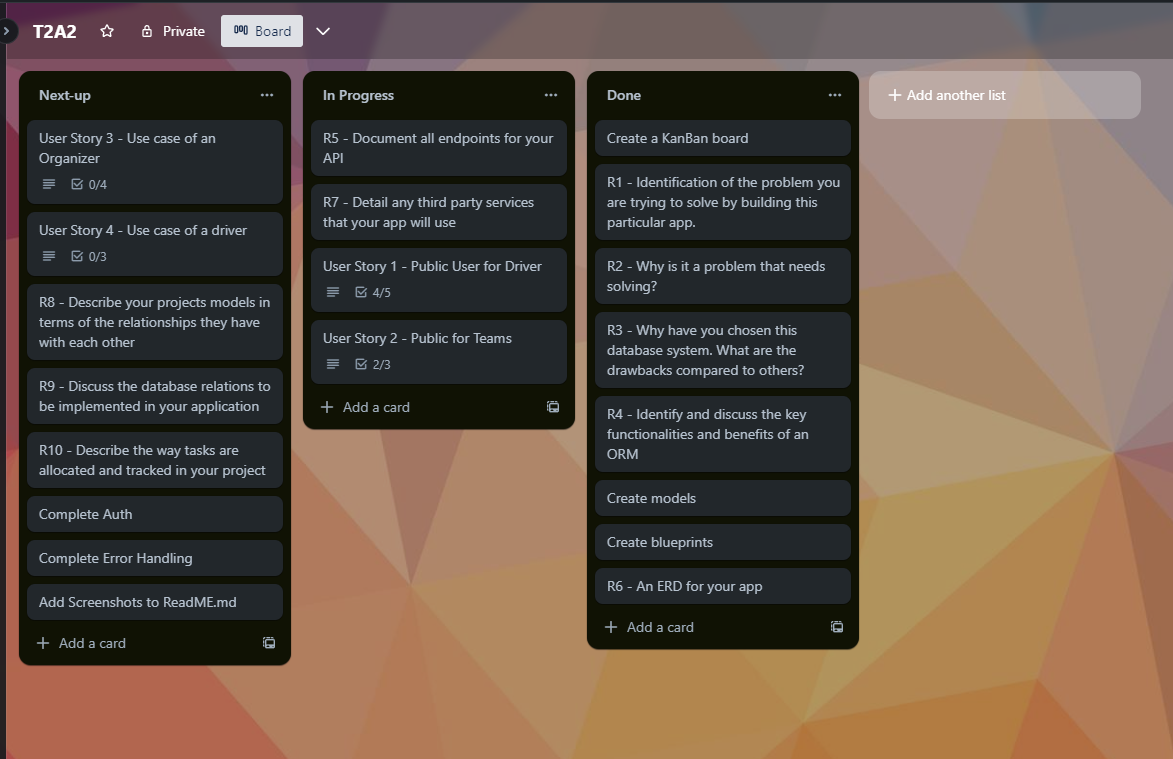 T2A2
Private
Board
Next-up
User Story 3 - Use case of an
Organizer
0/4
User Story 4 - Use case of a driver
0/3
R8 - Describe your projects models in
terms of the relationships they have
with each other
R9 - Discuss the database relations to
be implemented in your application
R10 - Describe the way tasks are
allocated and tracked in your project
Complete Auth
Complete Error Handling
Add Screenshots to ReadME.md
Add a card
In Progress
R5 - Document all endpoints for your
API
R7 - Detail any third party services
that your app will use
User Story 1 - Public User for Driver
4/5
User Story 2 - Public for Teams
2/3
Add a card
Done
Create a KanBan board
R1 - Identification of the problem you
are trying to solve by building this
particular app.
R2 - Why is it a problem that needs
solving?
R3 - Why have you chosen this
database system. What are the
drawbacks compared to others?
R4 - Identify and discuss the key
functionalities and benefits of an
ORM
Create models
Create blueprints
R6 - An ERD for your app
Add a card
Add another list